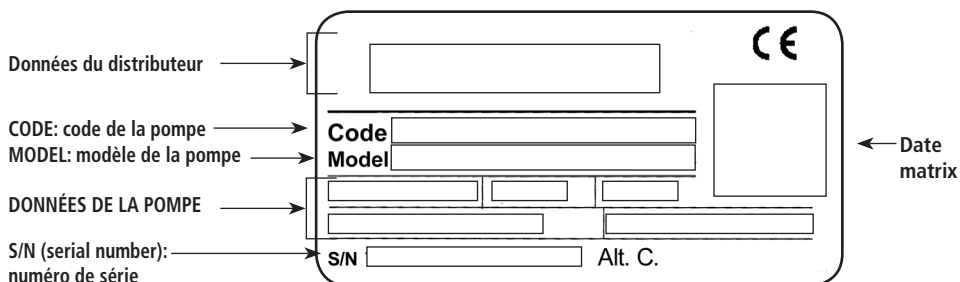 Données du distributeur
CE
CODE: code de la pompe
MODEL: modèle de la pompe
Code
Model
Date
matrix
DONNÉES DE LA POMPE
S/N (serial number):
numéro de série
S/N
Alt. C.